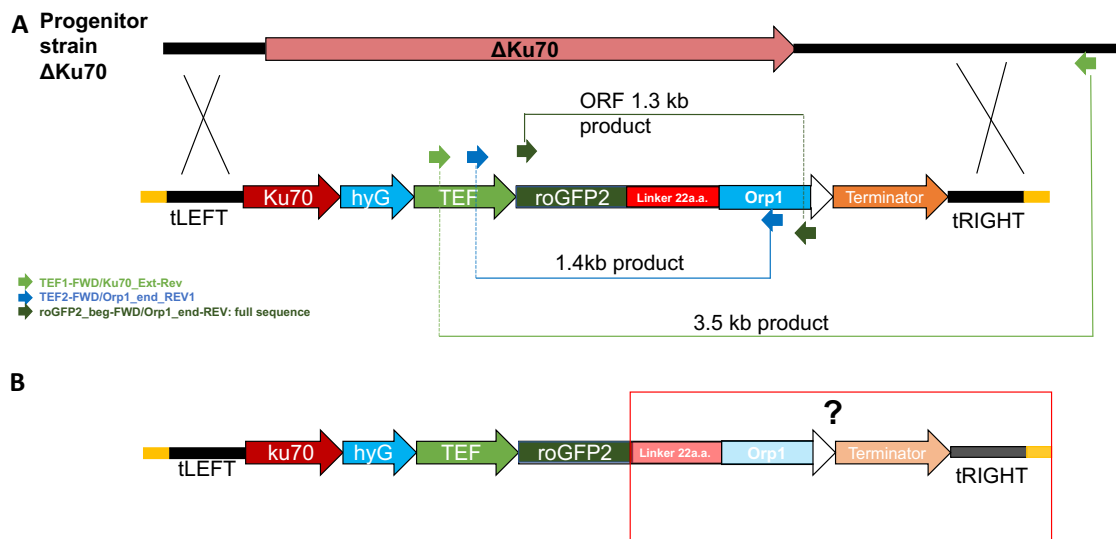 A Progenitor
strain
ΔKu70
ΔKu70
ORF 1.3 kb
product
Ku70 hyG TEF roGFP2 Linker 22a.a. Orp1 Terminator
tLEFT tRIGHT
1.4kb product
TEF1-FWD/Ku70_Ext-Rev
TEF2-FWD/Orp1_end_REV1
roGFP2_beg-FWD/Orp1_end-REV: full sequence
3.5 kb product
B
?
ku70 hyG TEF roGFP2 Linker 22a.a. Orp1 Terminator
tLEFT tRIGHT